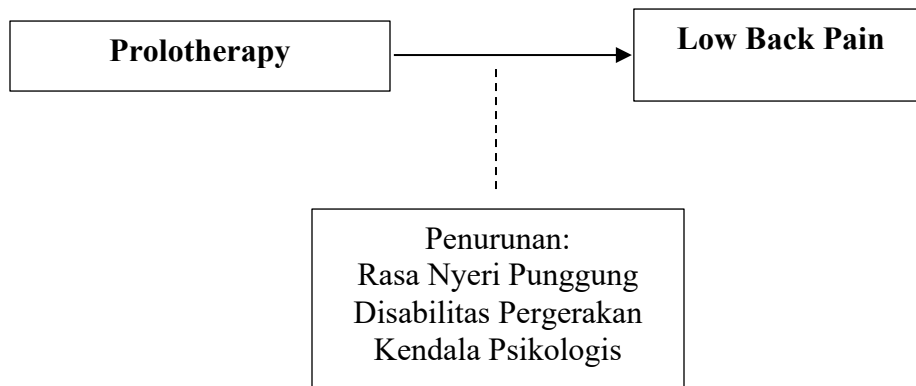 Prolotherapy
Low Back Pain
Penurunan:
Rasa Nyeri Punggung
Disabilitas Pergerakan
Kendala Psikologis